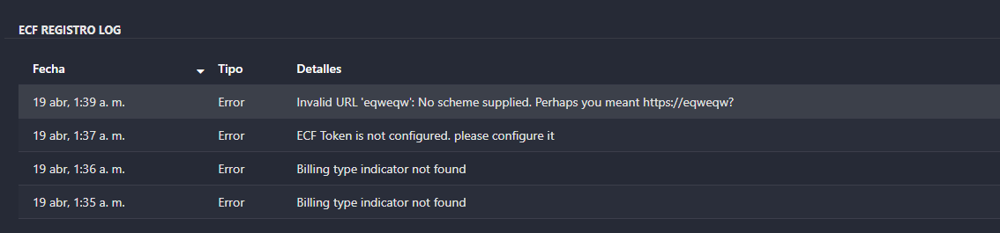 ECF REGISTRO LOG
Fecha Tipo Detalles
19 abr, 1:39 a. m. Error Invalid URL 'eqweqw': No scheme supplied. Perhaps you meant https://eqweqw?
19 abr, 1:37 a. m. Error ECF Token is not configured. please configure it
19 abr, 1:36 a. m. Error Billing type indicator not found
19 abr, 1:35 a. m. Error Billing type indicator not found